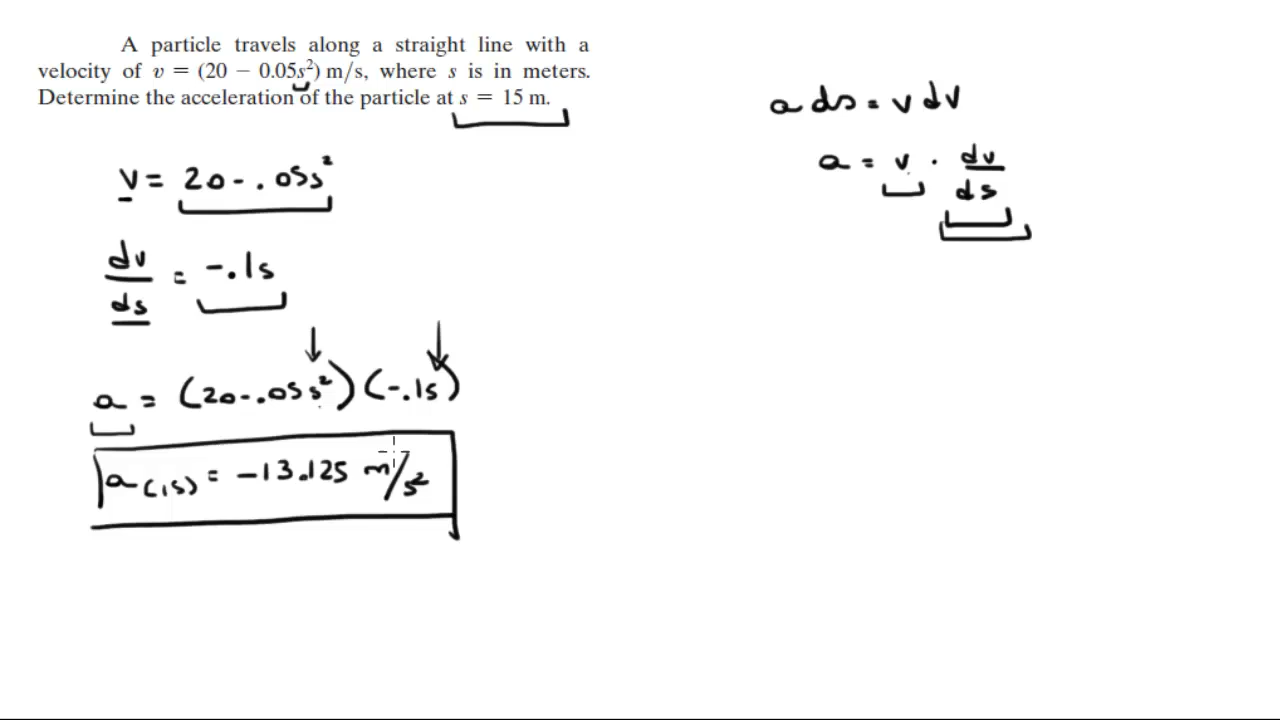 A particle travels along a straight line with a
velocity of v = (20 − 0.05s²) m/s, where s is in meters.
Determine the acceleration of the particle at s = 15 m.
a ds = v dv
a = v · dv/ds
v = 20-.05s²
dv/ds = -.1s
a = (20-.05s²)(-.1s)
a(15) = -13.125 m/s²